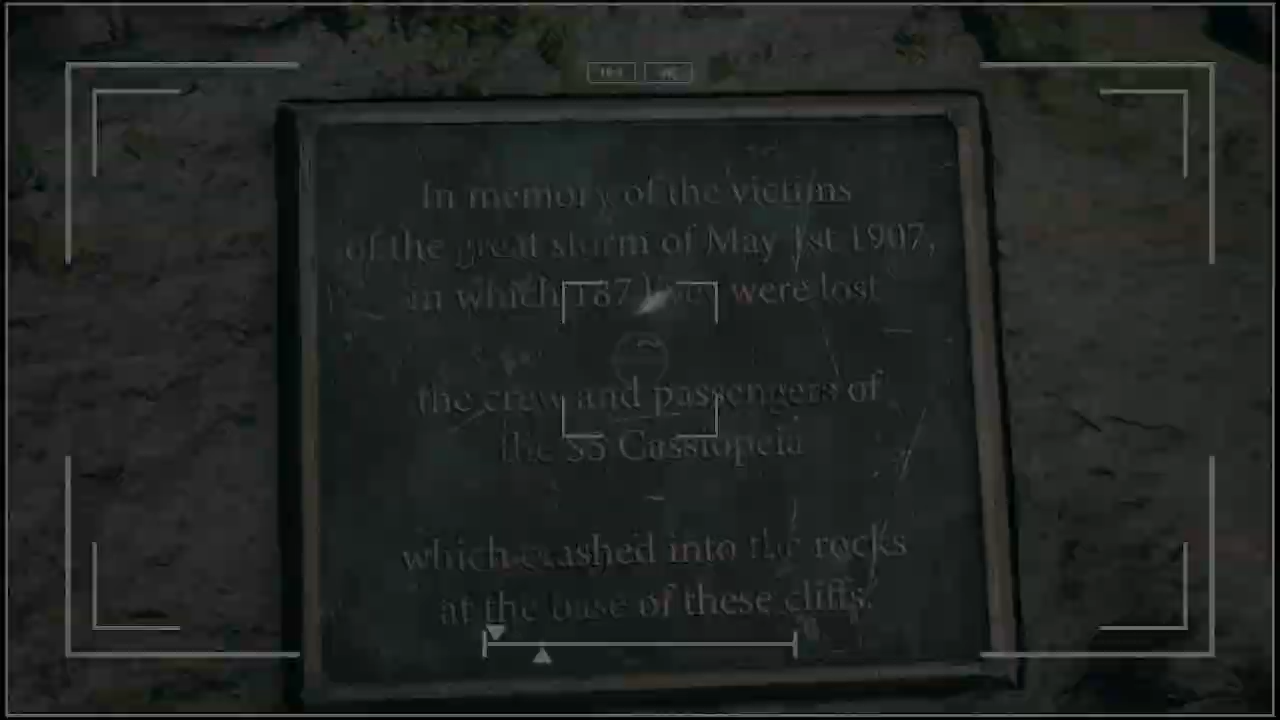 In memory of the victims
of the great storm of May 1st 1907,
in which 187 lives were lost
the crew and passengers of
the SS Cassiopeia
which crashed into the rocks
at the base of these cliffs.